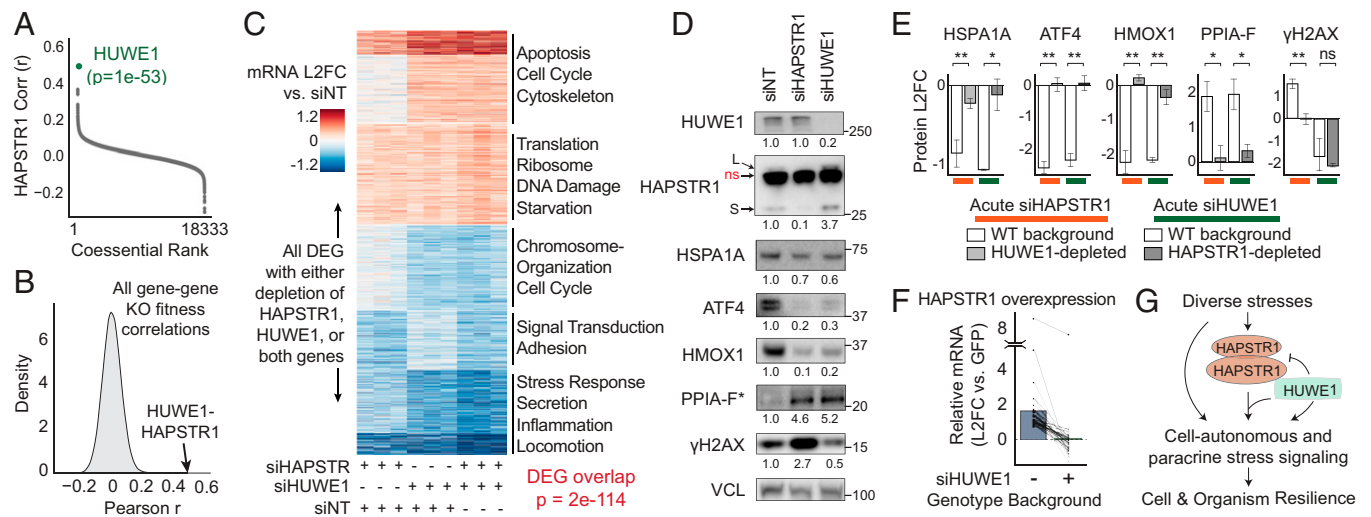 A
HUWE1
(p=1e-53)
HAPSTR1 Corr (r)
0.6
0.4
0.2
0.0
−0.2
1
18333
Coessential Rank
B
All gene-gene
KO fitness
correlations
HUWE1-
HAPSTR1
Density
6
4
2
0
−0.2 0.0 0.2 0.4 0.6
Pearson r
C
mRNA L2FC
vs. siNT
1.2
0
-1.2
All DEG
with either
depletion of
HAPSTR1,
HUWE1, or
both genes
Apoptosis
Cell Cycle
Cytoskeleton
Translation
Ribosome
DNA Damage
Starvation
Chromosome-
Organization
Cell Cycle
Signal Transduction
Adhesion
Stress Response
Secretion
Inflammation
Locomotion
siHAPSTR + + + - - - + + +
siHUWE1 - - - + + + + + +
siNT + + + + + + - - -
DEG overlap
p = 2e-114
D
siNT
siHAPSTR1
siHUWE1
HUWE1
250
1.0 1.0 0.2
L
ns
HAPSTR1
S
25
1.0 0.1 3.7
HSPA1A
75
1.0 0.7 0.6
ATF4
37
1.0 0.2 0.3
HMOX1
37
1.0 0.1 0.2
PPIA-F*
20
1.0 4.6 5.2
γH2AX
15
1.0 2.7 0.5
VCL
100
E
HSPA1A ATF4 HMOX1 PPIA-F γH2AX
** * ** ** ** ** * * ** ns
Protein L2FC
0
-1
0
-1
-2
0
-1
-2
2
1
0
2
1
0
-1
-2
Acute siHAPSTR1
WT background
HUWE1-depleted
Acute siHUWE1
WT background
HAPSTR1-depleted
F
HAPSTR1 overexpression
Relative mRNA
(L2FC vs. GFP)
8
5
4
2
0
siHUWE1 - +
Genotype Background
G
Diverse stresses
HAPSTR1
HAPSTR1
HUWE1
Cell-autonomous and
paracrine stress signaling
Cell & Organism Resilience